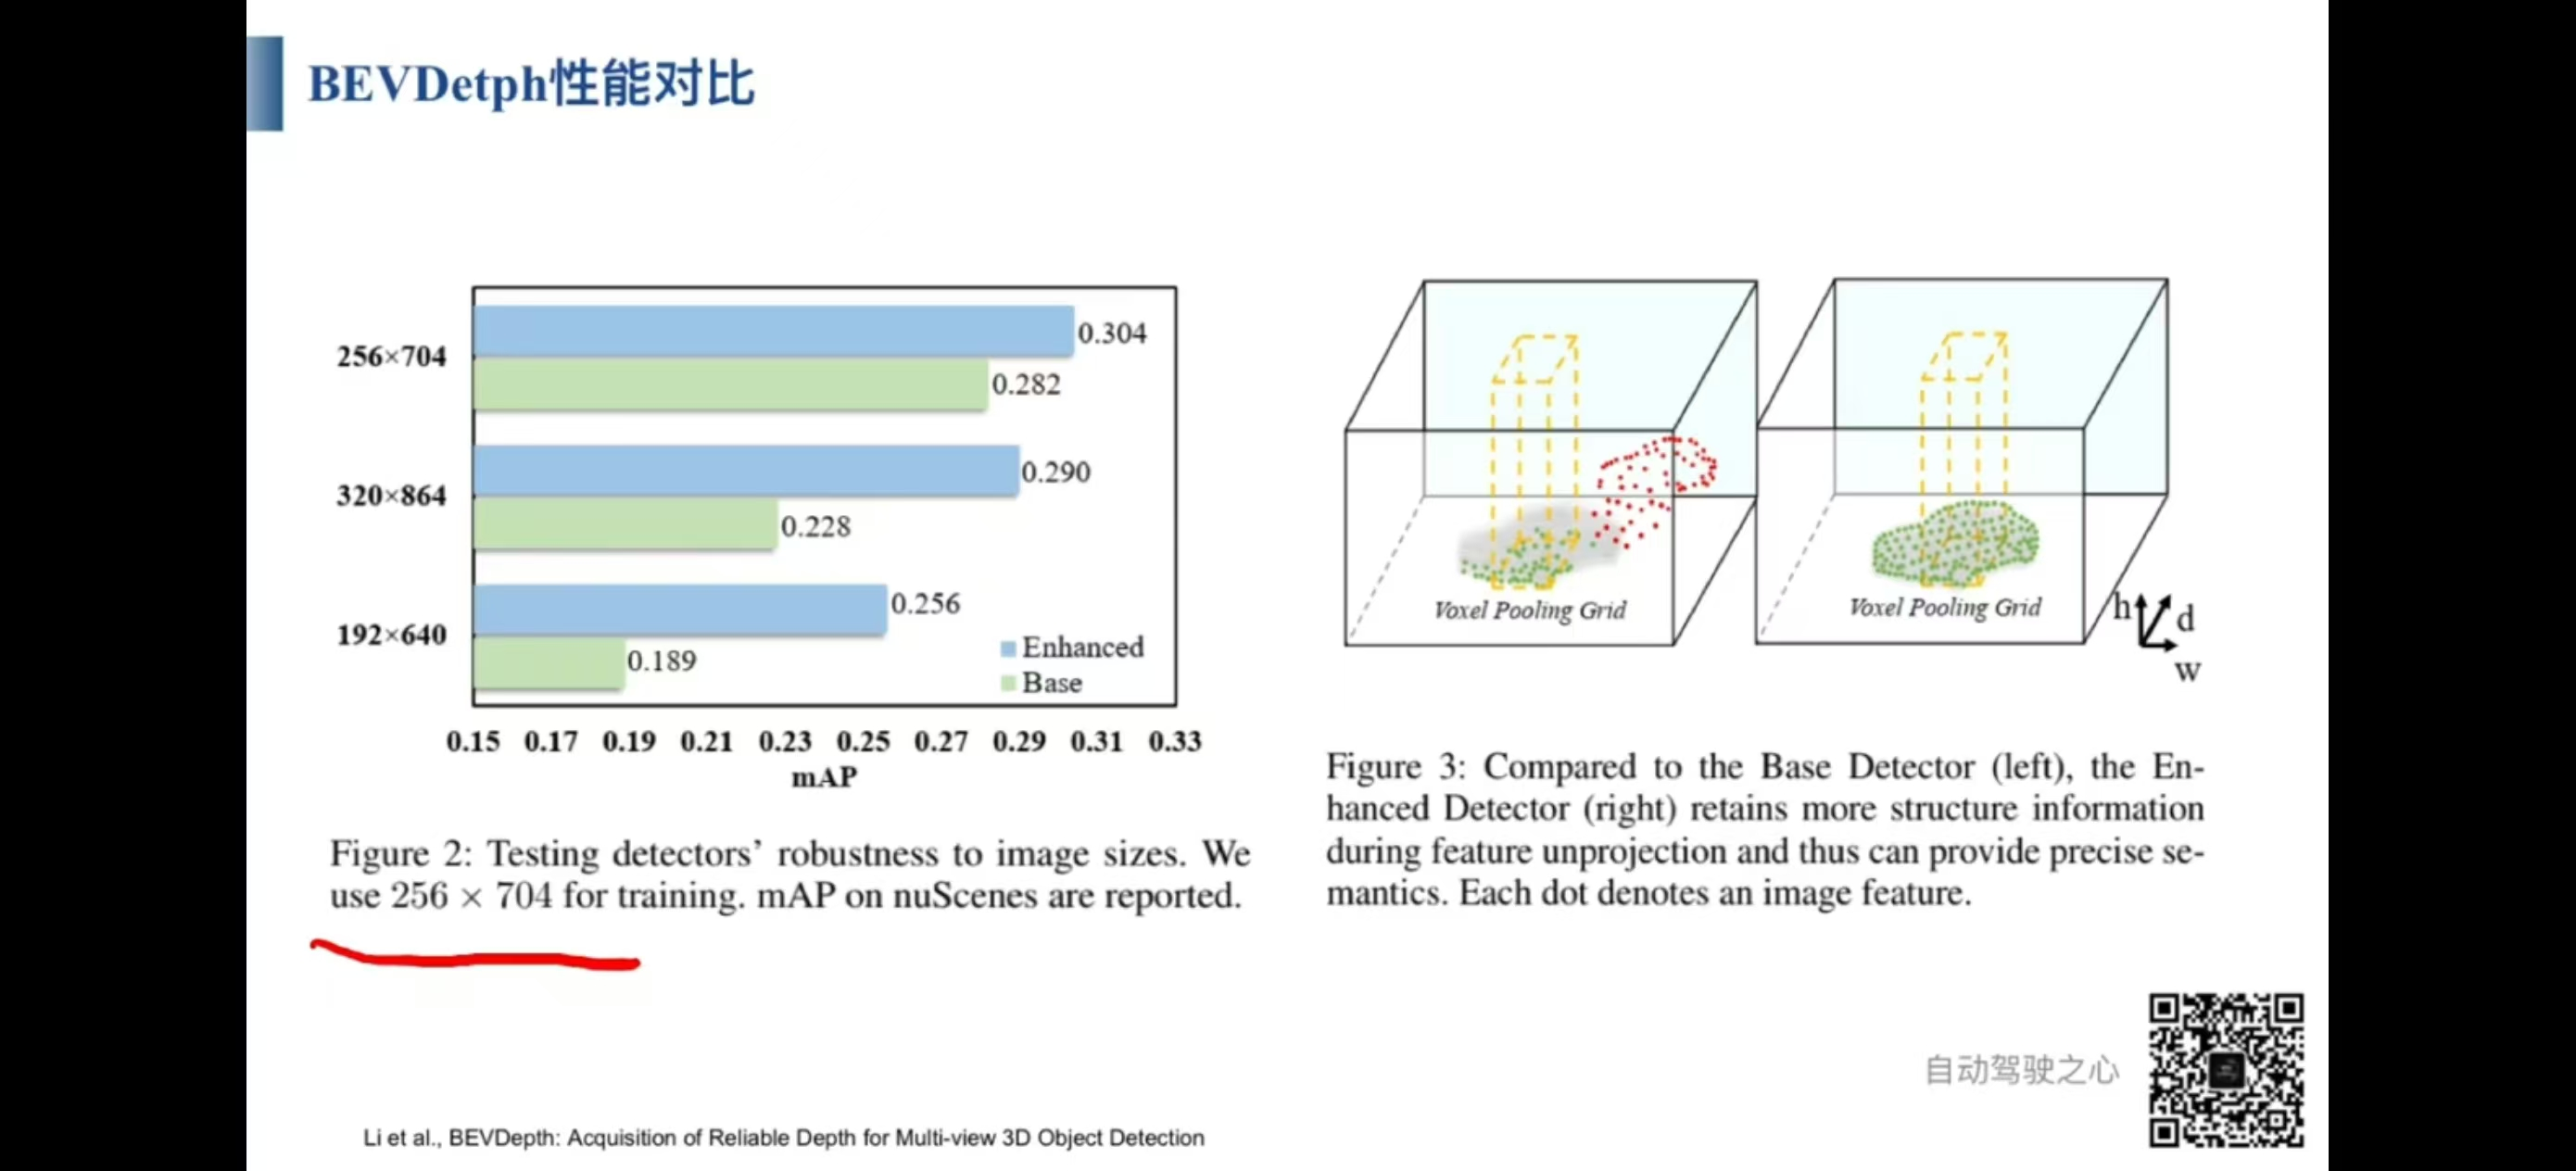 BEVDetph性能对比
256×704
0.304
0.282
320×864
0.290
0.228
192×640
0.256
0.189
Enhanced
Base
0.15 0.17 0.19 0.21 0.23 0.25 0.27 0.29 0.31 0.33
mAP
Figure 2: Testing detectors' robustness to image sizes. We
use 256 × 704 for training. mAP on nuScenes are reported.
Voxel Pooling Grid
Voxel Pooling Grid
h
d
w
Figure 3: Compared to the Base Detector (left), the En-
hanced Detector (right) retains more structure information
during feature unprojection and thus can provide precise se-
mantics. Each dot denotes an image feature.
自动驾驶之心
Li et al., BEVDepth: Acquisition of Reliable Depth for Multi-view 3D Object Detection